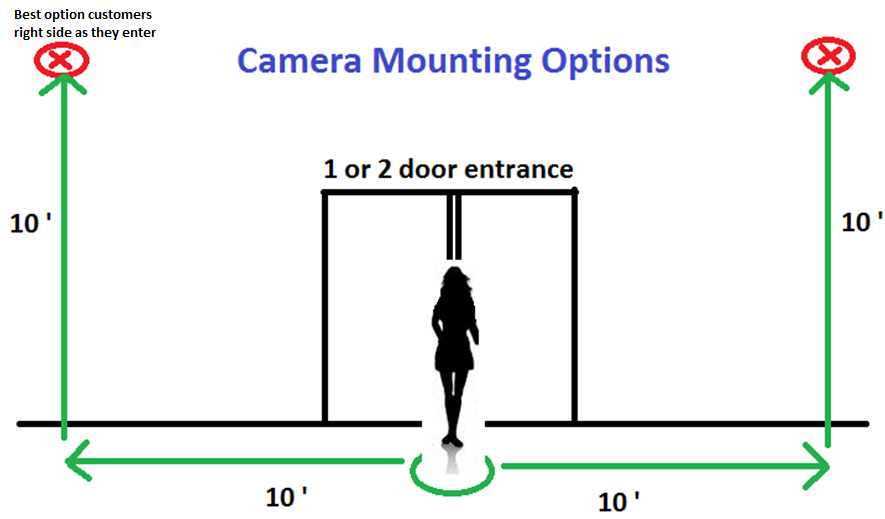 Best option customers
right side as they enter
Camera Mounting Options
1 or 2 door entrance
10 '
10 '
10 '
10 '